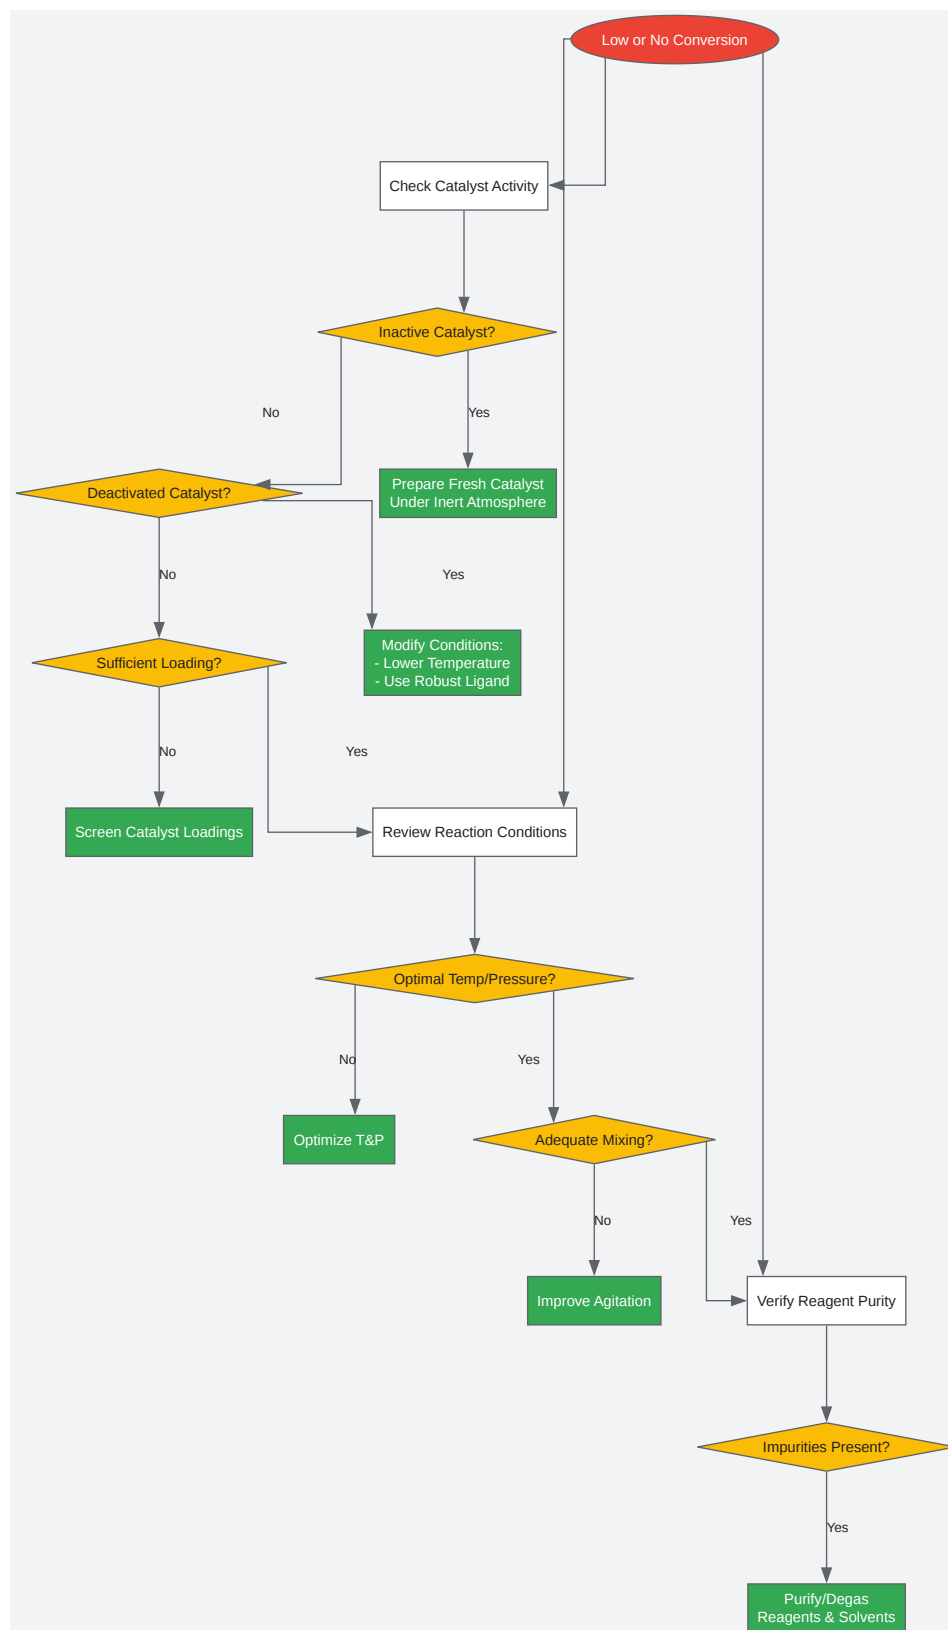 Low or No Conversion
Check Catalyst Activity
Inactive Catalyst?
No
Yes
Prepare Fresh Catalyst
Under Inert Atmosphere
Deactivated Catalyst?
No
Yes
Modify Conditions:
- Lower Temperature
- Use Robust Ligand
Sufficient Loading?
No
Yes
Screen Catalyst Loadings
Review Reaction Conditions
Optimal Temp/Pressure?
No
Yes
Optimize T&P
Adequate Mixing?
No
Yes
Improve Agitation
Verify Reagent Purity
Impurities Present?
Yes
Purify/Degas
Reagents & Solvents